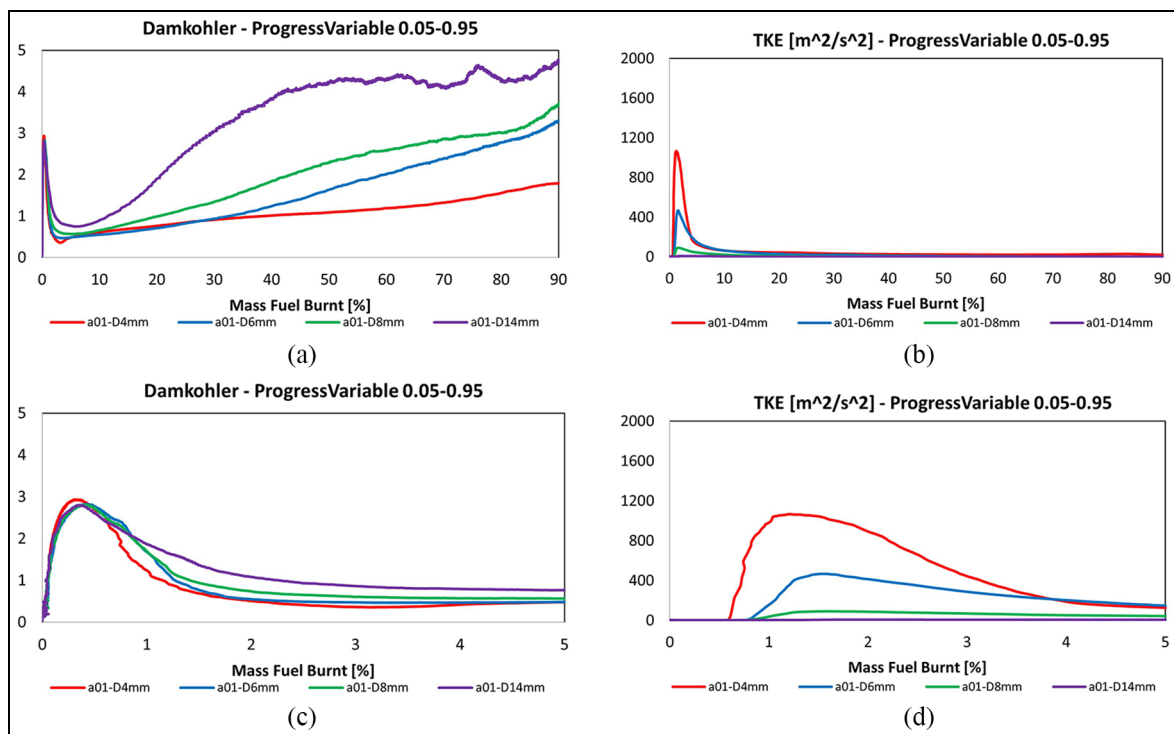 Damkohler - ProgressVariable 0.05-0.95
5
4
3
2
1
0
0 10 20 30 40 50 60 70 80 90
Mass Fuel Burnt [%]
a01-D4mm a01-D6mm a01-D8mm a01-D14mm
(a)
TKE [m^2/s^2] - ProgressVariable 0.05-0.95
2000
1600
1200
800
400
0
0 10 20 30 40 50 60 70 80 90
Mass Fuel Burnt [%]
a01-D4mm a01-D6mm a01-D8mm a01-D14mm
(b)
Damkohler - ProgressVariable 0.05-0.95
5
4
3
2
1
0
0 1 2 3 4 5
Mass Fuel Burnt [%]
a01-D4mm a01-D6mm a01-D8mm a01-D14mm
(c)
TKE [m^2/s^2] - ProgressVariable 0.05-0.95
2000
1600
1200
800
400
0
0 1 2 3 4 5
Mass Fuel Burnt [%]
a01-D4mm a01-D6mm a01-D8mm a01-D14mm
(d)